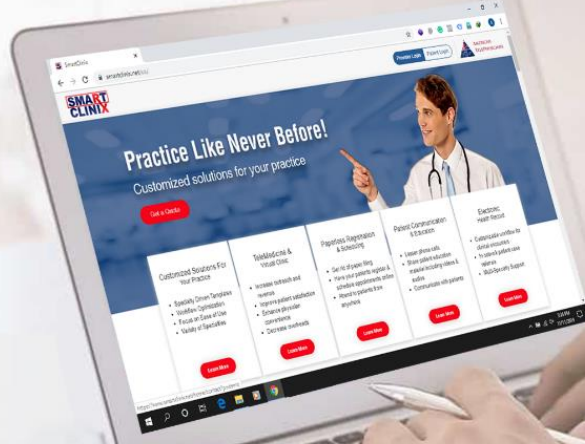 SmartClinix
smartclinix.net
Provider Login
Patient Login
SMART
CLINIX
Practice Like Never Before!
Customized solutions for your practice
Get a Demo
Customized Solutions For
Your Practice
Specialty Driven Templates
Workflow Optimization
Focus on Ease of Use
Variety of Specialties
Learn More
TeleMedicine &
Virtual Clinic
Increase outreach and
revenue
Improve patient satisfaction
Enhance physician
convenience
Decrease overheads
Learn More
Paperless Registration
& Scheduling
Get rid of paper filing
Have your patients register &
schedule appointments online
Attend to patients from
anywhere
Learn More
Patient Communication
& Education
Lessen phone calls
Share patient education
material including videos &
audios
Communicate with patients
Learn More
Electronic
Health Record
Customizable workflow for
clinical encounters
Multi-Specialty Support
Learn More